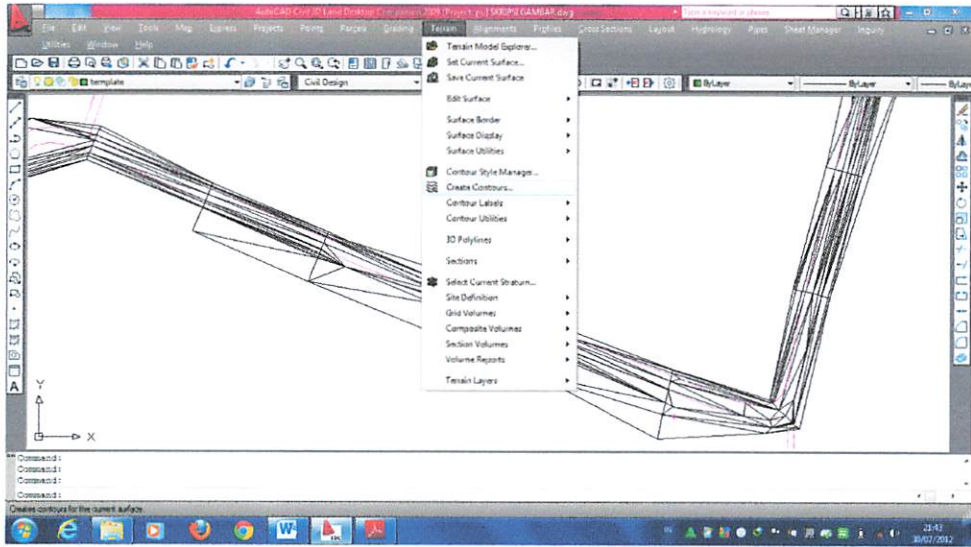 AutoCAD Civil 3D Land Desktop Companion 2009 [Project: pgs] SKRIPSI GAMBAR.dwg
Type a keyword or phrase
File Edit View Tools Map Express Projects Points Parcels Grading Terrain Alignments Profiles Cross Sections Layout Hydrology Pipes Sheet Manager Inquiry
Utilities Window Help
template
Civil Design
ByLayer
ByLayer
Terrain Model Explorer...
Set Current Surface...
Save Current Surface
Edit Surface
Surface Border
Surface Display
Surface Utilities
Contour Style Manager...
Create Contours...
Contour Labels
Contour Utilities
3D Polylines
Sections
Select Current Stratum...
Site Definition
Grid Volumes
Composite Volumes
Section Volumes
Volume Reports
Terrain Layers
A
Y
X
Command:
Command:
Command:
Command:
Creates contours for the current surface.
W
21:43
30/07/2012